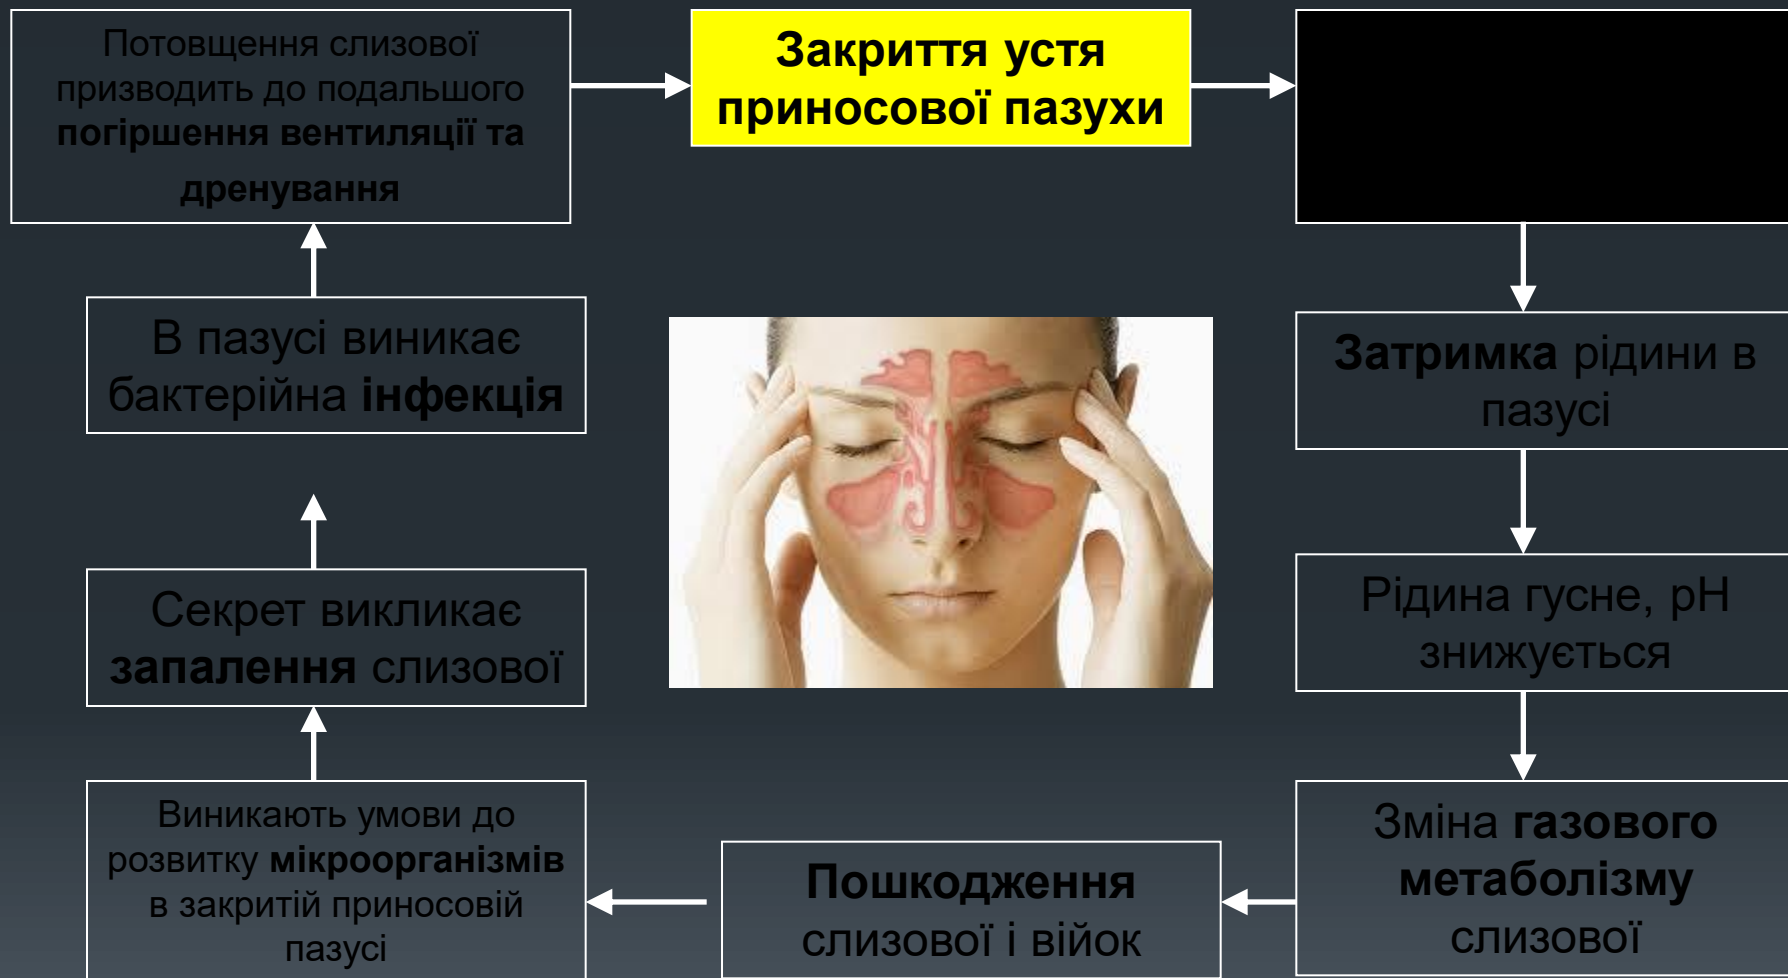 Потовщення слизової
призводить до подальшого
погіршення вентиляції та
дренування
Закриття устя
приносової пазухи
Затримка рідини в
пазусі
Рідина гусне, рН
знижується
Зміна газового
метаболізму
слизової
Пошкодження
слизової і війок
Виникають умови до
розвитку мікроорганізмів
в закритій приносовій
пазусі
Секрет викликає
запалення слизової
В пазусі виникає
бактерійна інфекція